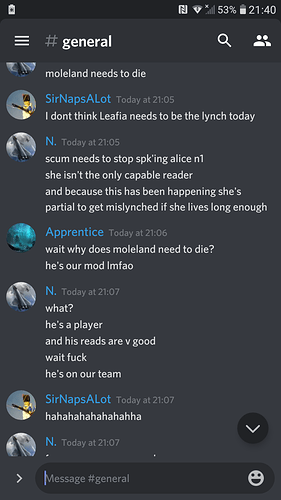 53% 21:40
# general
moleland needs to die
SirNapsALot Today at 21:05
I dont think Leafia needs to be the lynch today
N. Today at 21:05
scum needs to stop spk'ing alice n1
she isn't the only capable reader
and because this has been happening she's
partial to get mislynched if she lives long enough
Apprentice Today at 21:06
wait why does moleland need to die?
he's our mod lmfao
N. Today at 21:07
what?
he's a player
and his reads are v good
wait fuck
he's on our team
SirNapsALot Today at 21:07
hahahahahahahahha
N. Today at 21:07
Message #general